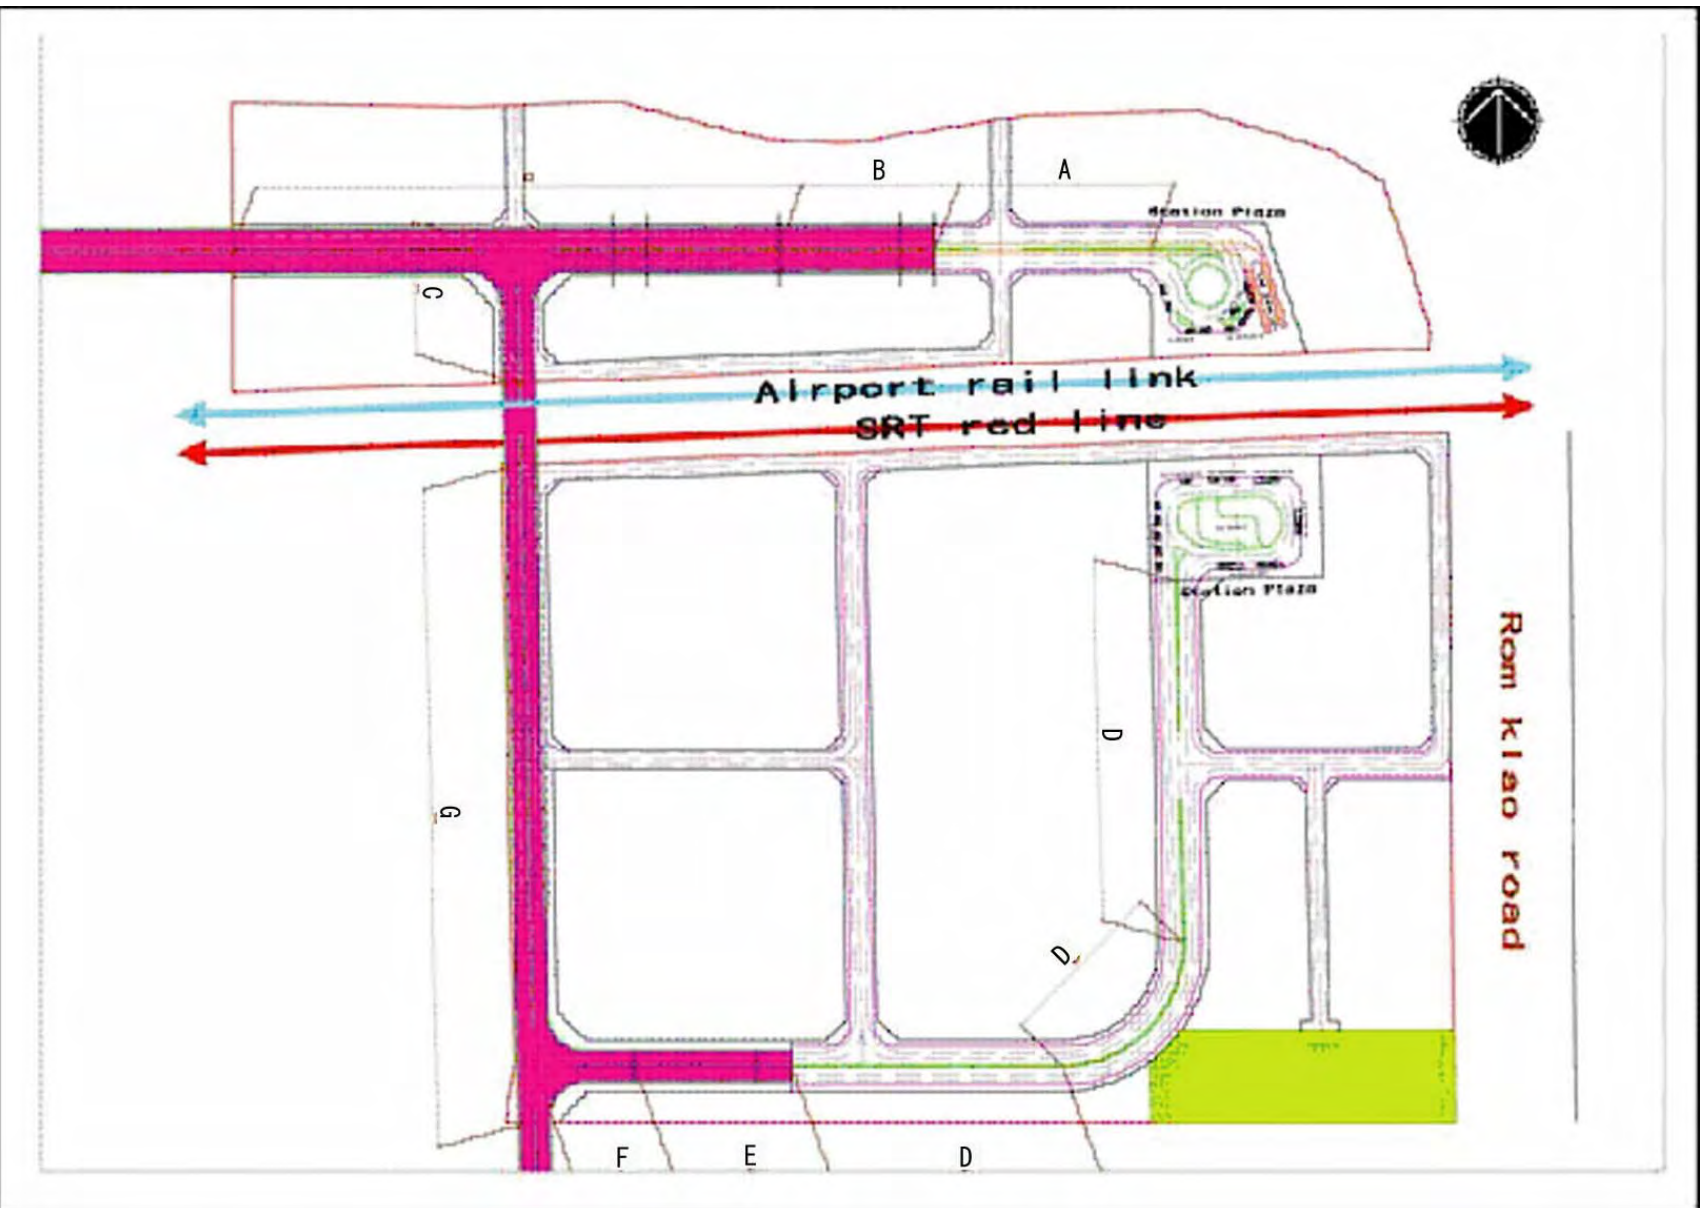 B
A
Station Plaza
C
Airport rail link
SRT red line
Station Plaza
Rom klao road
D
G
D
F
E
D